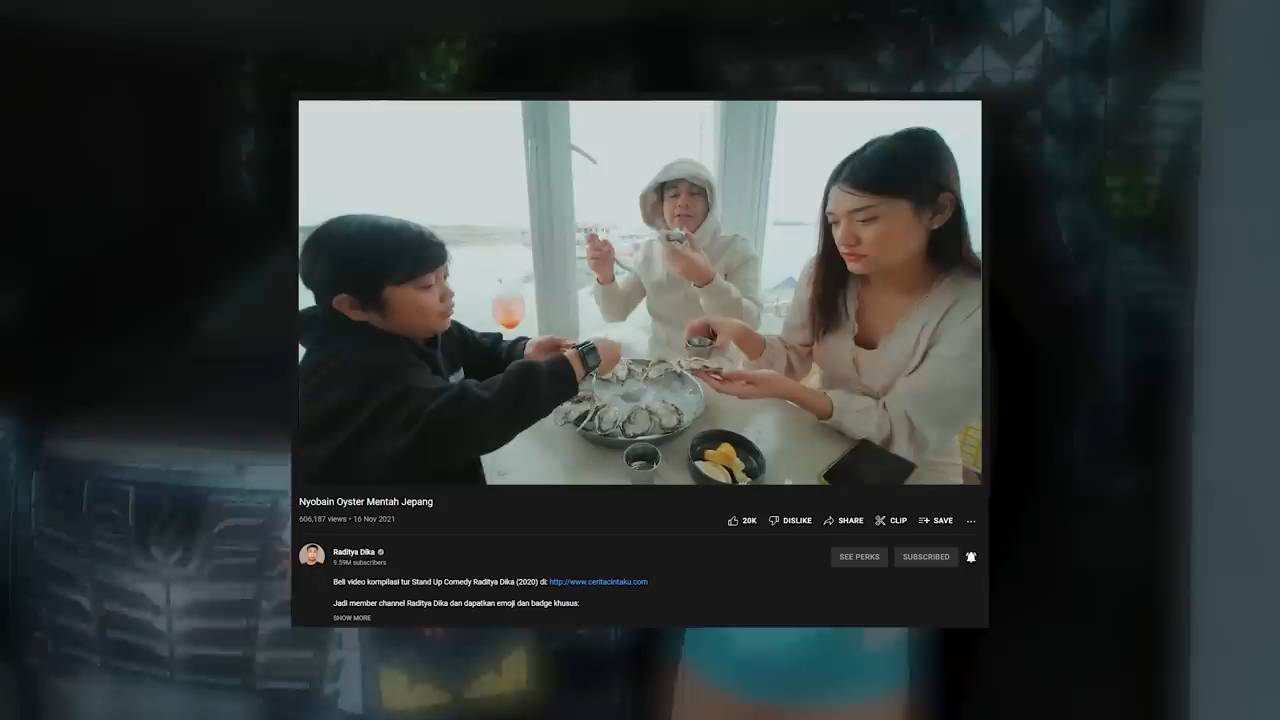 Nyobain Oyster Mentah Jepang
606,187 views • 16 Nov 2021
20K DISLIKE SHARE CLIP SAVE ...
Raditya Dika
9.59M subscribers
SEE PERKS SUBSCRIBED
Beli video kompilasi tur Stand Up Comedy Raditya Dika (2020) di: http://www.ceritacintaku.com
Jadi member channel Raditya Dika dan dapatkan emoji dan badge khusus:
SHOW MORE